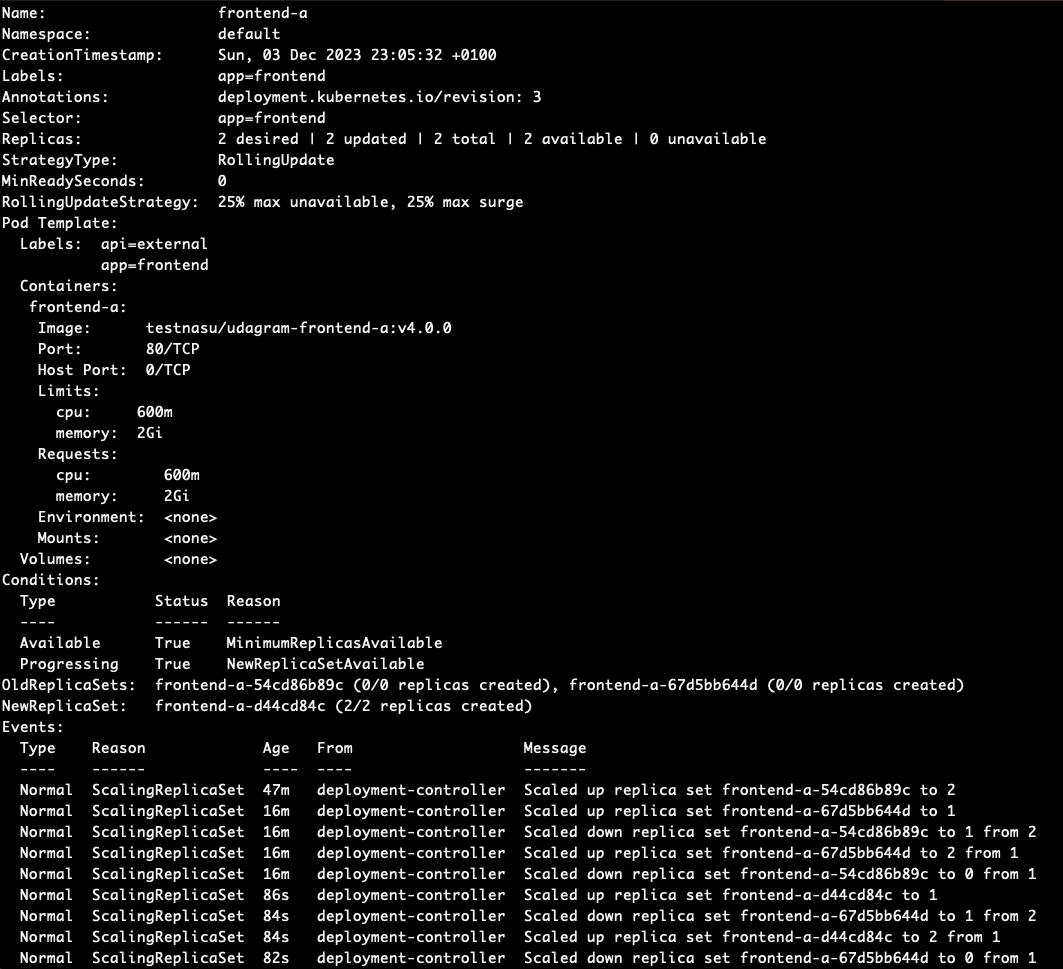 Name:                   frontend-a
Namespace:              default
CreationTimestamp:      Sun, 03 Dec 2023 23:05:32 +0100
Labels:                 app=frontend
Annotations:            deployment.kubernetes.io/revision: 3
Selector:               app=frontend
Replicas:               2 desired | 2 updated | 2 total | 2 available | 0 unavailable
StrategyType:           RollingUpdate
MinReadySeconds:        0
RollingUpdateStrategy:  25% max unavailable, 25% max surge
Pod Template:
  Labels:  api=external
           app=frontend
  Containers:
   frontend-a:
    Image:      testnasu/udagram-frontend-a:v4.0.0
    Port:       80/TCP
    Host Port:  0/TCP
    Limits:
      cpu:     600m
      memory:  2Gi
    Requests:
      cpu:        600m
      memory:     2Gi
    Environment:  <none>
    Mounts:       <none>
  Volumes:        <none>
Conditions:
  Type           Status  Reason
  ----           ------  ------
  Available      True    MinimumReplicasAvailable
  Progressing    True    NewReplicaSetAvailable
OldReplicaSets:  frontend-a-54cd86b89c (0/0 replicas created), frontend-a-67d5bb644d (0/0 replicas created)
NewReplicaSet:   frontend-a-d44cd84c (2/2 replicas created)
Events:
  Type    Reason             Age   From                   Message
  ----    ------             ----  ----                   -------
  Normal  ScalingReplicaSet  47m   deployment-controller  Scaled up replica set frontend-a-54cd86b89c to 2
  Normal  ScalingReplicaSet  16m   deployment-controller  Scaled up replica set frontend-a-67d5bb644d to 1
  Normal  ScalingReplicaSet  16m   deployment-controller  Scaled down replica set frontend-a-54cd86b89c to 1 from 2
  Normal  ScalingReplicaSet  16m   deployment-controller  Scaled up replica set frontend-a-67d5bb644d to 2 from 1
  Normal  ScalingReplicaSet  16m   deployment-controller  Scaled down replica set frontend-a-54cd86b89c to 0 from 1
  Normal  ScalingReplicaSet  86s   deployment-controller  Scaled up replica set frontend-a-d44cd84c to 1
  Normal  ScalingReplicaSet  84s   deployment-controller  Scaled down replica set frontend-a-67d5bb644d to 1 from 2
  Normal  ScalingReplicaSet  84s   deployment-controller  Scaled up replica set frontend-a-d44cd84c to 2 from 1
  Normal  ScalingReplicaSet  82s   deployment-controller  Scaled down replica set frontend-a-67d5bb644d to 0 from 1